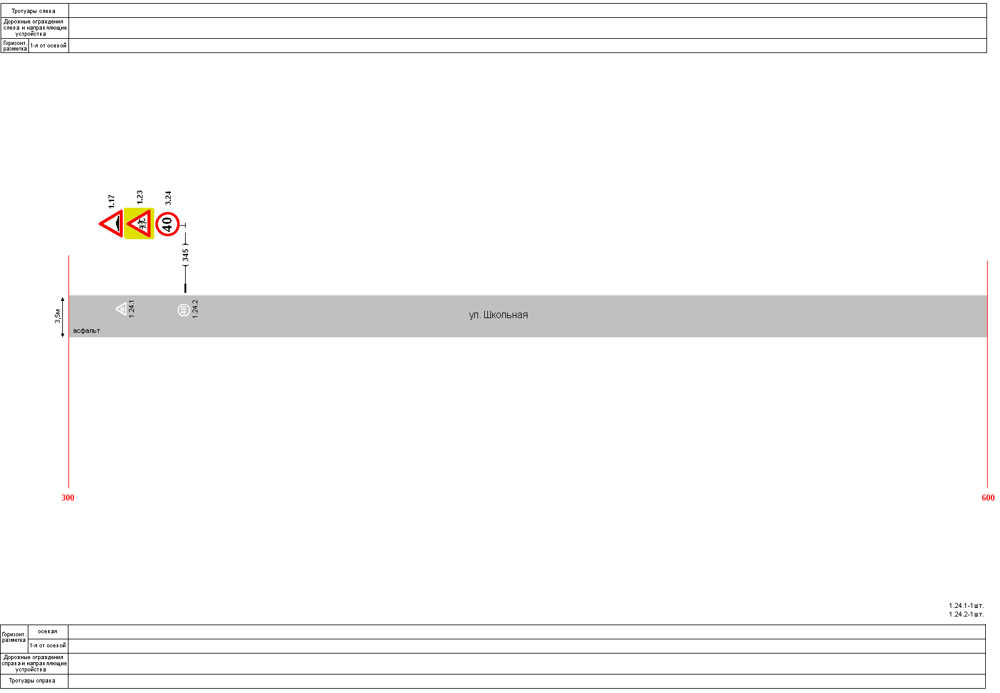 Тротуары слева
Дорожные ограждения
слева и направляющие
устройства
Горизонт.
разметка
1-я от осевой
1.17
1.23
3.24
40
( 345 )
3,5м
1.24.1
40
1.24.2
ул. Школьная
асфальт
300
600
1.24.1-1шт.
1.24.2-1шт.
Горизонт.
разметка
осевая
1-я от осевой
Дорожные ограждения
справа и направляющие
устройства
Тротуары справа